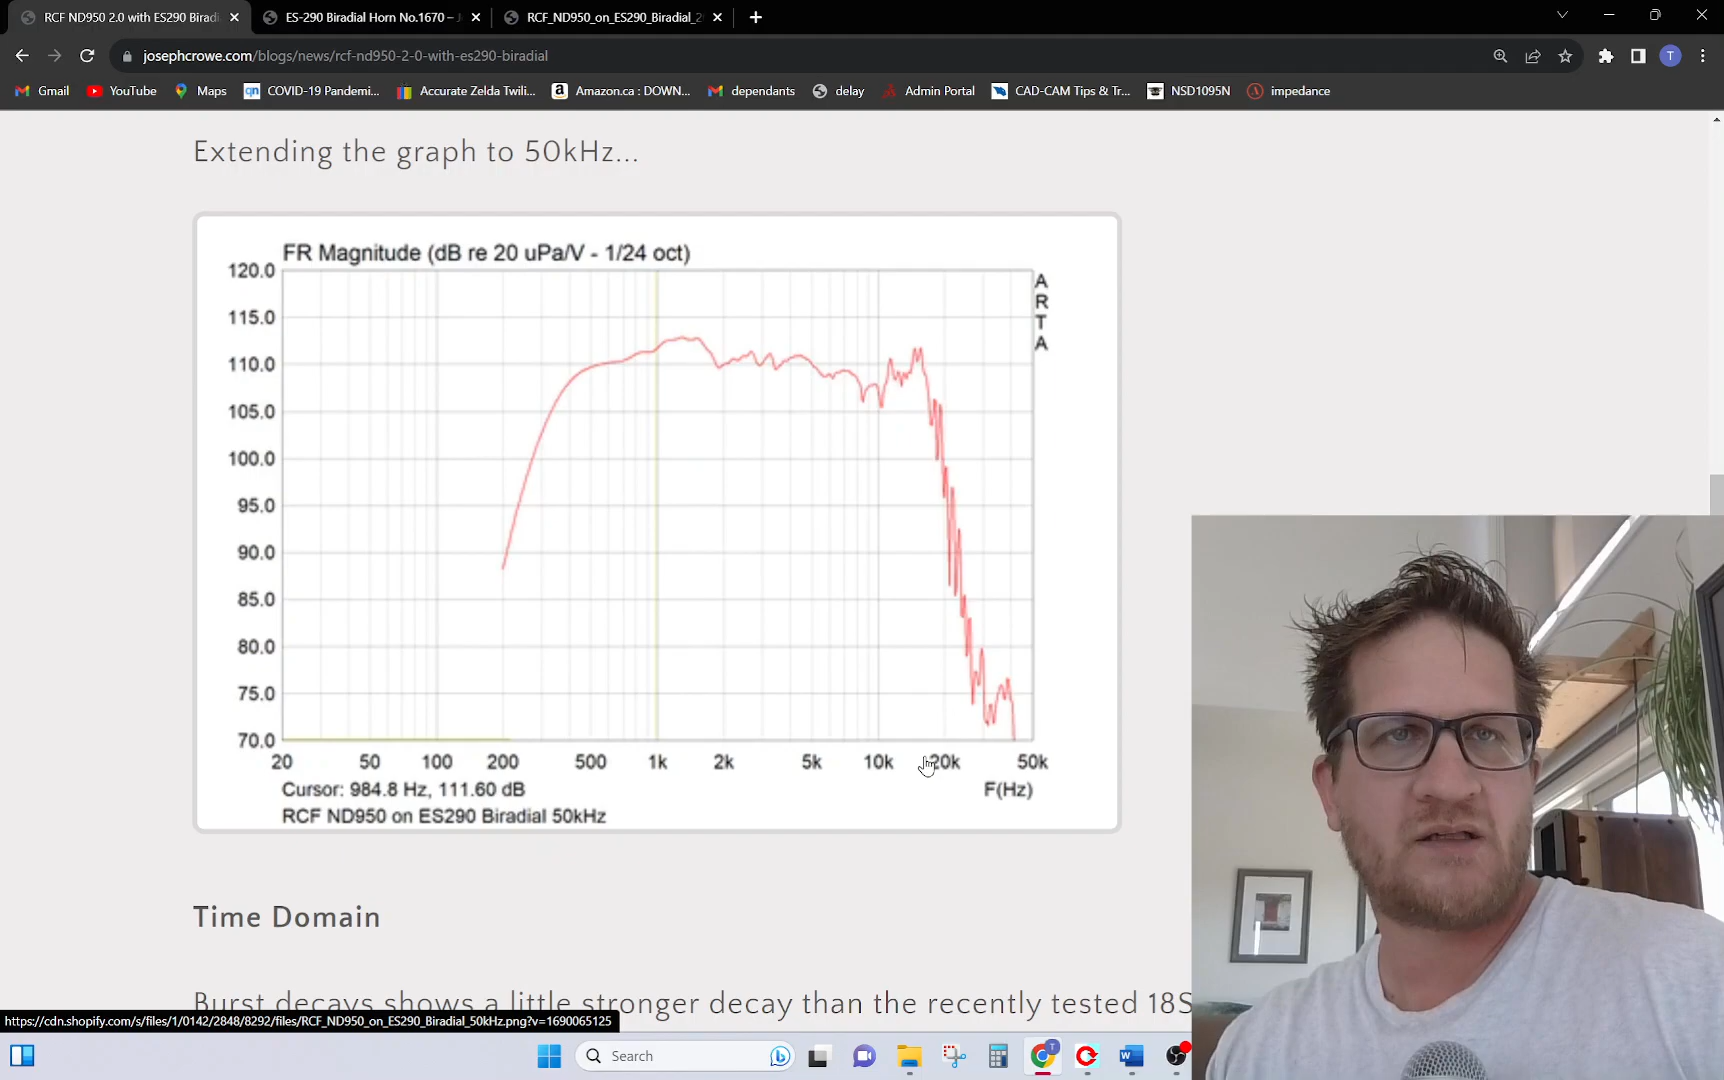 RCF ND950 2.0 with ES290 Biradi
ES-290 Biradial Horn No.1670 –
RCF_ND950_on_ES290_Biradial_
josephcrowe.com/blogs/news/rcf-nd950-2-0-with-es290-biradial
T
Gmail
YouTube
Maps
qn
COVID-19 Pandemi...
Accurate Zelda Twili...
Amazon.ca : DOWN...
dependants
delay
Admin Portal
CAD-CAM Tips & Tr...
NSD1095N
impedance
Extending the graph to 50kHz...
FR Magnitude (dB re 20 uPa/V - 1/24 oct)
ARTA
120.0
115.0
110.0
105.0
100.0
95.0
90.0
85.0
80.0
75.0
70.0
20 50 100 200 500 1k 2k 5k 10k 20k 50k
Cursor: 984.8 Hz, 111.60 dB
F(Hz)
RCF ND950 on ES290 Biradial 50kHz
Time Domain
Burst decays shows a little stronger decay than the recently tested 18S
https://cdn.shopify.com/s/files/1/0142/2848/8292/files/RCF_ND950_on_ES290_Biradial_50kHz.png?v=1690065125
Search